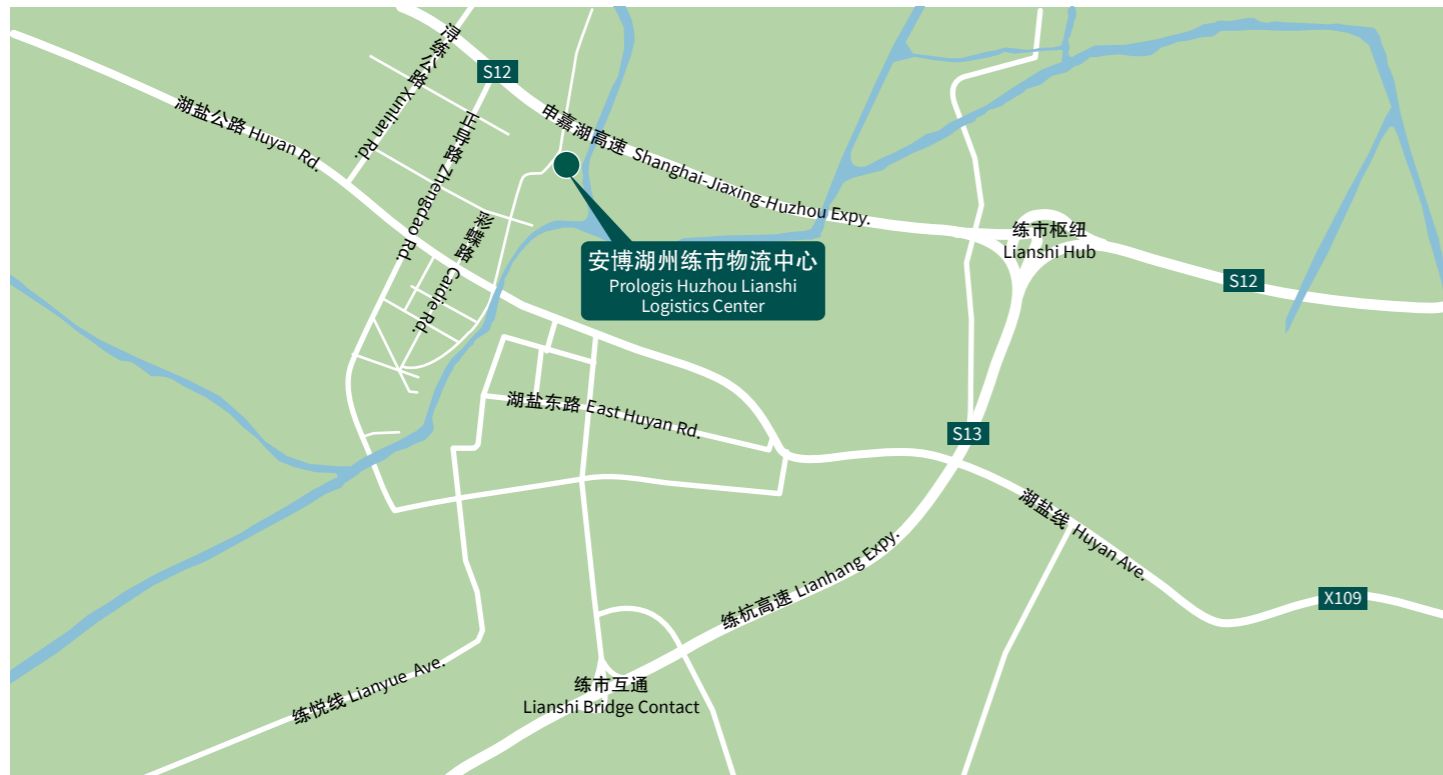 浔练公路 Xunlian Rd.
S12
湖盐公路 Huyan Rd.
正导路 Zhengdao Rd.
申嘉湖高速 Shanghai-Jiaxing-Huzhou Expy.
彩蝶路 Caidie Rd.
安博湖州练市物流中心
Prologis Huzhou Lianshi
Logistics Center
练市枢纽
Lianshi Hub
S12
湖盐东路 East Huyan Rd.
S13
湖盐线 Huyan Ave.
练杭高速 Lianhang Expy.
X109
练市互通
Lianshi Bridge Contact
练悦线 Lianyue Ave.